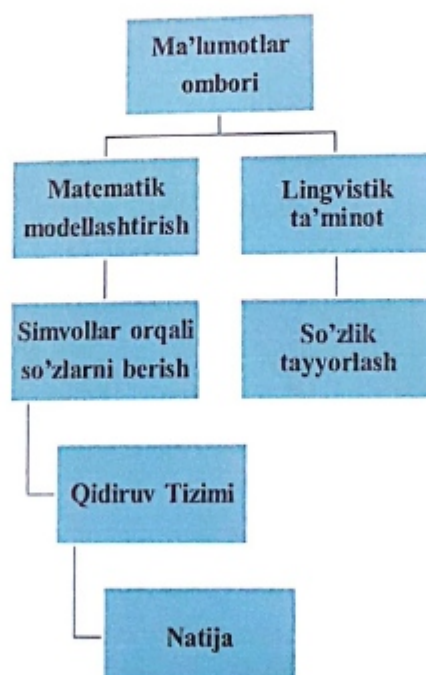 Ma’lumotlar
ombori
Matematik
modellashtirish
Lingvistik
ta’minot
Simvollar orqali
so’zlarni berish
So’zlik
tayyorlash
Qidiruv Tizimi
Natija